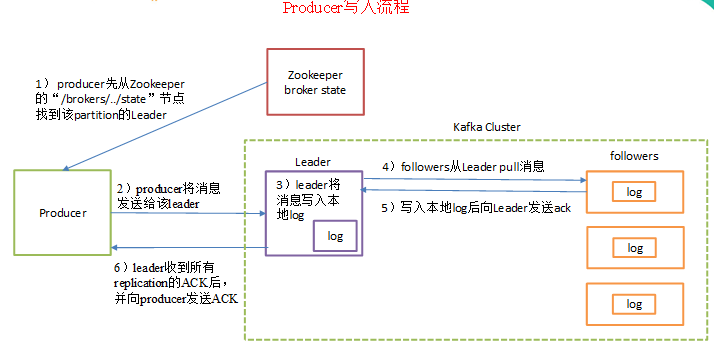 Producer写入流程
Zookeeper
broker state
1） producer先从Zookeeper
的“/brokers/../state”节点
找到该partition的Leader
Kafka Cluster
Leader
4）followers从Leader pull消息
followers
Producer
2）producer将消息
发送给该leader
3）leader将
消息写入本
地log
log
log
5）写入本地log后向Leader发送ack
log
6）leader收到所有
replication的ACK后，
并向producer发送ACK
log